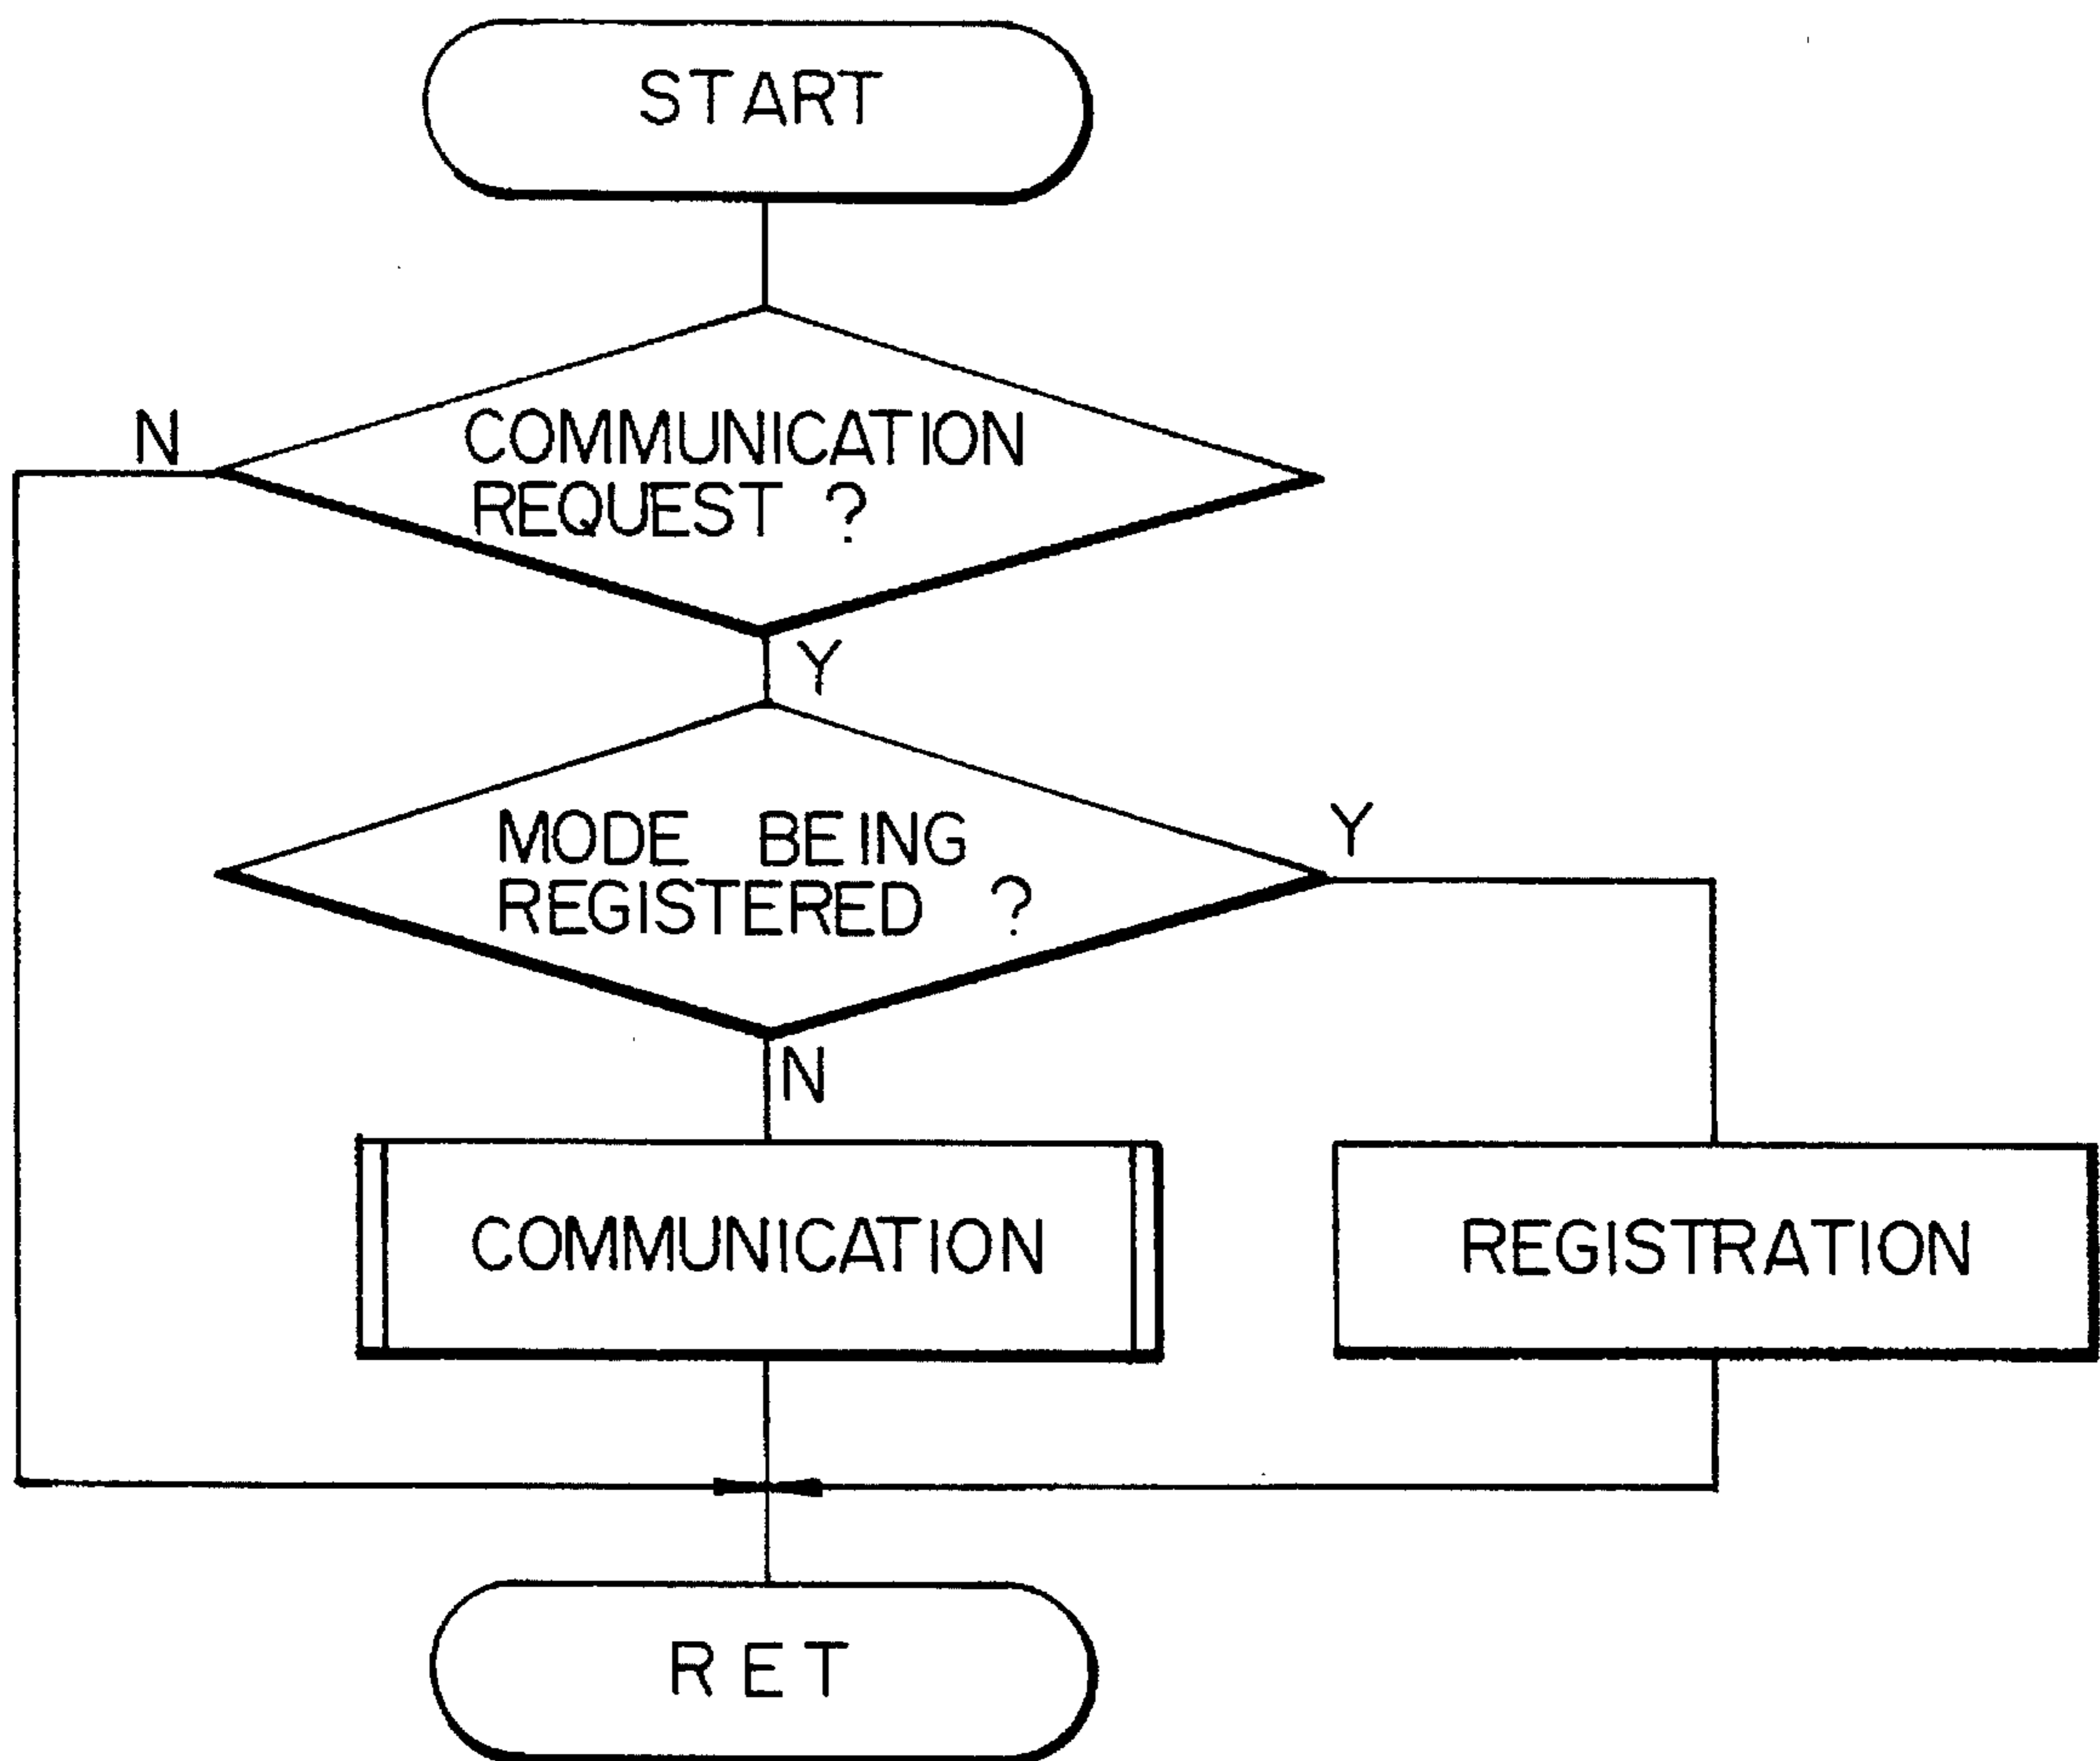 START
N
COMMUNICATION
REQUEST ?
Y
MODE BEING
REGISTERED ?
Y
N
COMMUNICATION
REGISTRATION
RET